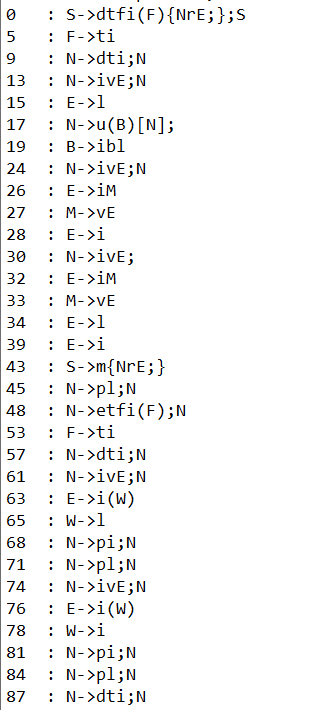 0 : S->dtfi(F){NrE;};S
5 : F->ti
9 : N->dti;N
13 : N->ivE;N
15 : E->l
17 : N->u(B)[N];
19 : B->ibl
24 : N->ivE;N
26 : E->iM
27 : M->vE
28 : E->i
30 : N->ivE;
32 : E->iM
33 : M->vE
34 : E->l
39 : E->i
43 : S->m{NrE;}
45 : N->pl;N
48 : N->etfi(F);N
53 : F->ti
57 : N->dti;N
61 : N->ivE;N
63 : E->i(W)
65 : W->l
68 : N->pi;N
71 : N->pl;N
74 : N->ivE;N
76 : E->i(W)
78 : W->i
81 : N->pi;N
84 : N->pl;N
87 : N->dti;N